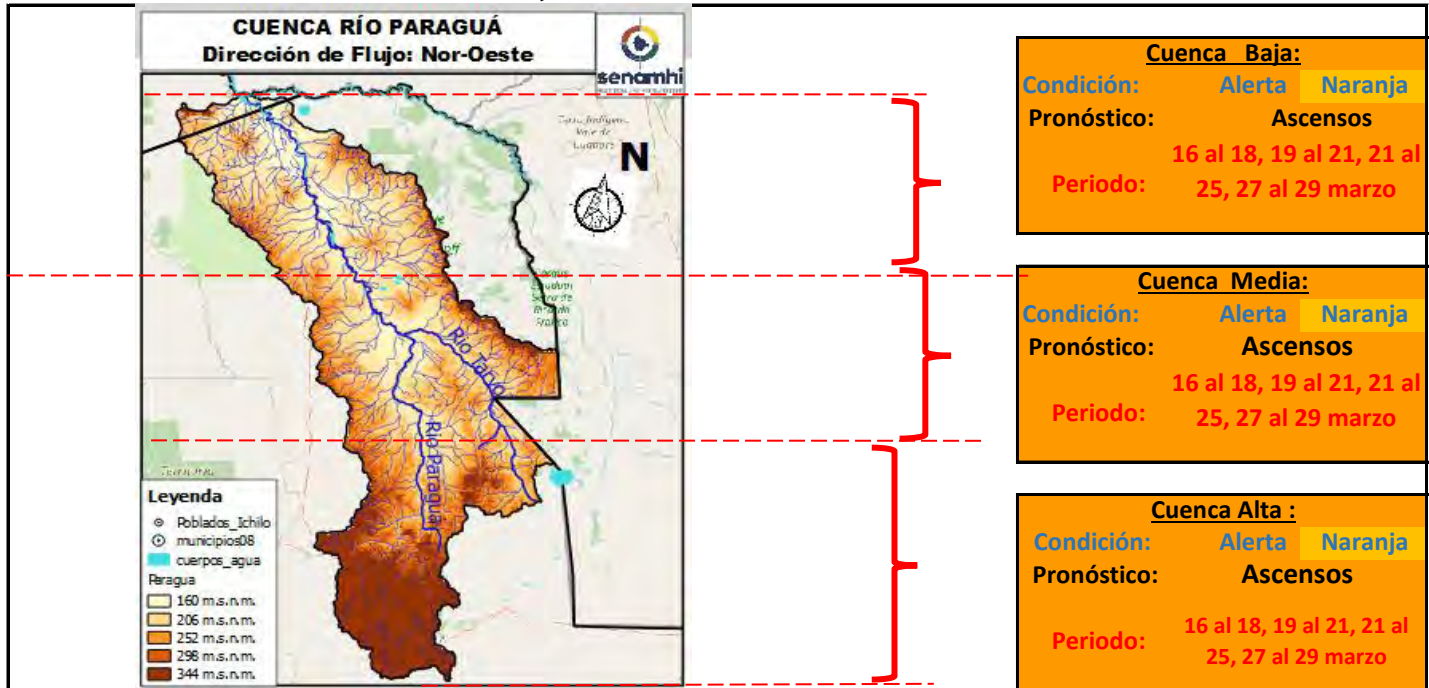 CUENCA RÍO PARAGUÁ
Dirección de Flujo: Nor-Oeste
senamhi
N
Rio Tarvo
Rio Paragua
Leyenda
Poblados_Ichilo
municipios08
cuerpos_agua
Paragua
160 m.s.n.m.
206 m.s.n.m.
252 m.s.n.m.
298 m.s.n.m.
344 m.s.n.m.
Cuenca Baja:
Condición: Alerta Naranja
Pronóstico: Ascensos
16 al 18, 19 al 21, 21 al
Periodo: 25, 27 al 29 marzo
Cuenca Media:
Condición: Alerta Naranja
Pronóstico: Ascensos
16 al 18, 19 al 21, 21 al
Periodo: 25, 27 al 29 marzo
Cuenca Alta :
Condición: Alerta Naranja
Pronóstico: Ascensos
16 al 18, 19 al 21, 21 al
Periodo: 25, 27 al 29 marzo